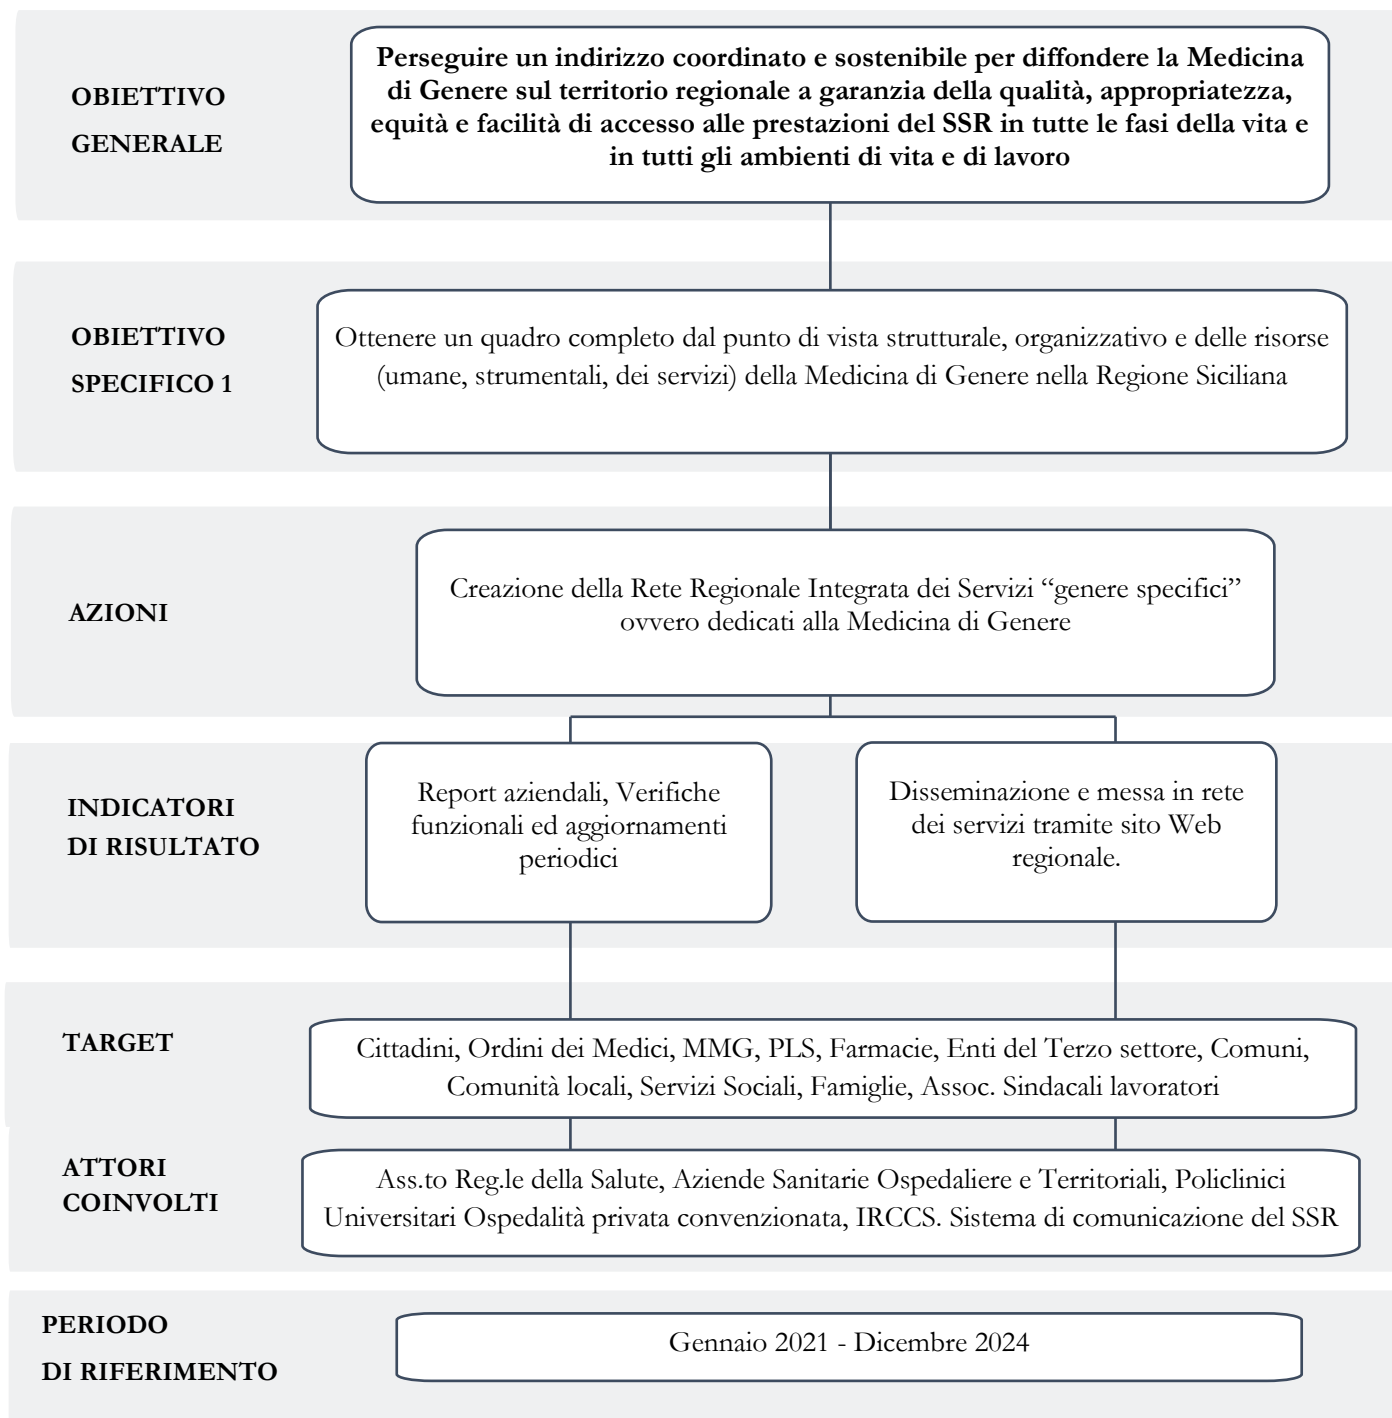 OBIETTIVO
GENERALE
Perseguire un indirizzo coordinato e sostenibile per diffondere la Medicina
di Genere sul territorio regionale a garanzia della qualità, appropriatezza,
equità e facilità di accesso alle prestazioni del SSR in tutte le fasi della vita e
in tutti gli ambienti di vita e di lavoro
OBIETTIVO
SPECIFICO 1
Ottenere un quadro completo dal punto di vista strutturale, organizzativo e delle risorse
(umane, strumentali, dei servizi) della Medicina di Genere nella Regione Siciliana
AZIONI
Creazione della Rete Regionale Integrata dei Servizi “genere specifici”
ovvero dedicati alla Medicina di Genere
INDICATORI
DI RISULTATO
Report aziendali, Verifiche
funzionali ed aggiornamenti
periodici
Disseminazione e messa in rete
dei servizi tramite sito Web
regionale.
TARGET
Cittadini, Ordini dei Medici, MMG, PLS, Farmacie, Enti del Terzo settore, Comuni,
Comunità locali, Servizi Sociali, Famiglie, Assoc. Sindacali lavoratori
ATTORI
COINVOLTI
Ass.to Reg.le della Salute, Aziende Sanitarie Ospedaliere e Territoriali, Policlinici
Universitari Ospedalità privata convenzionata, IRCCS. Sistema di comunicazione del SSR
PERIODO
DI RIFERIMENTO
Gennaio 2021 - Dicembre 2024